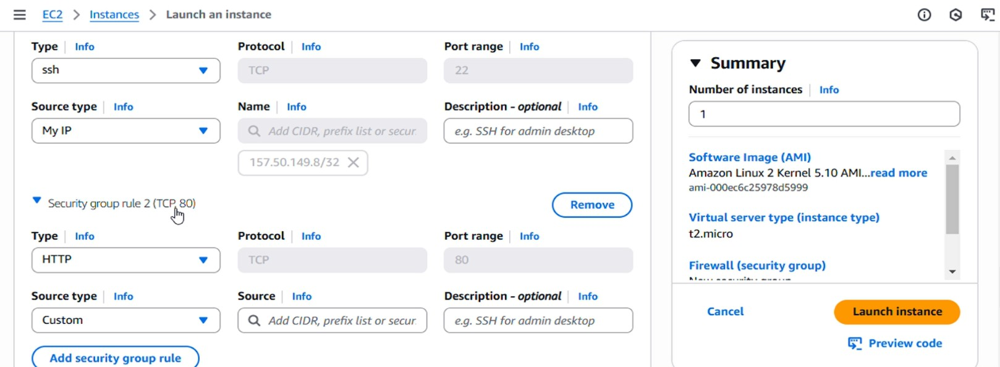 EC2 > Instances > Launch an instance
Type | Info Protocol | Info Port range | Info
ssh TCP 22
Source type | Info Name | Info Description - optional | Info
My IP Add CIDR, prefix list or secur e.g. SSH for admin desktop
157.50.149.8/32
Security group rule 2 (TCP, 80) Remove
Type | Info Protocol | Info Port range | Info
HTTP TCP 80
Source type | Info Source | Info Description - optional | Info
Custom Add CIDR, prefix list or secur e.g. SSH for admin desktop
Add security group rule
Summary
Number of instances | Info
1
Software Image (AMI)
Amazon Linux 2 Kernel 5.10 AMI...read more
ami-000ec6c25978d5999
Virtual server type (instance type)
t2.micro
Firewall (security group)
Cancel Launch instance
Preview code